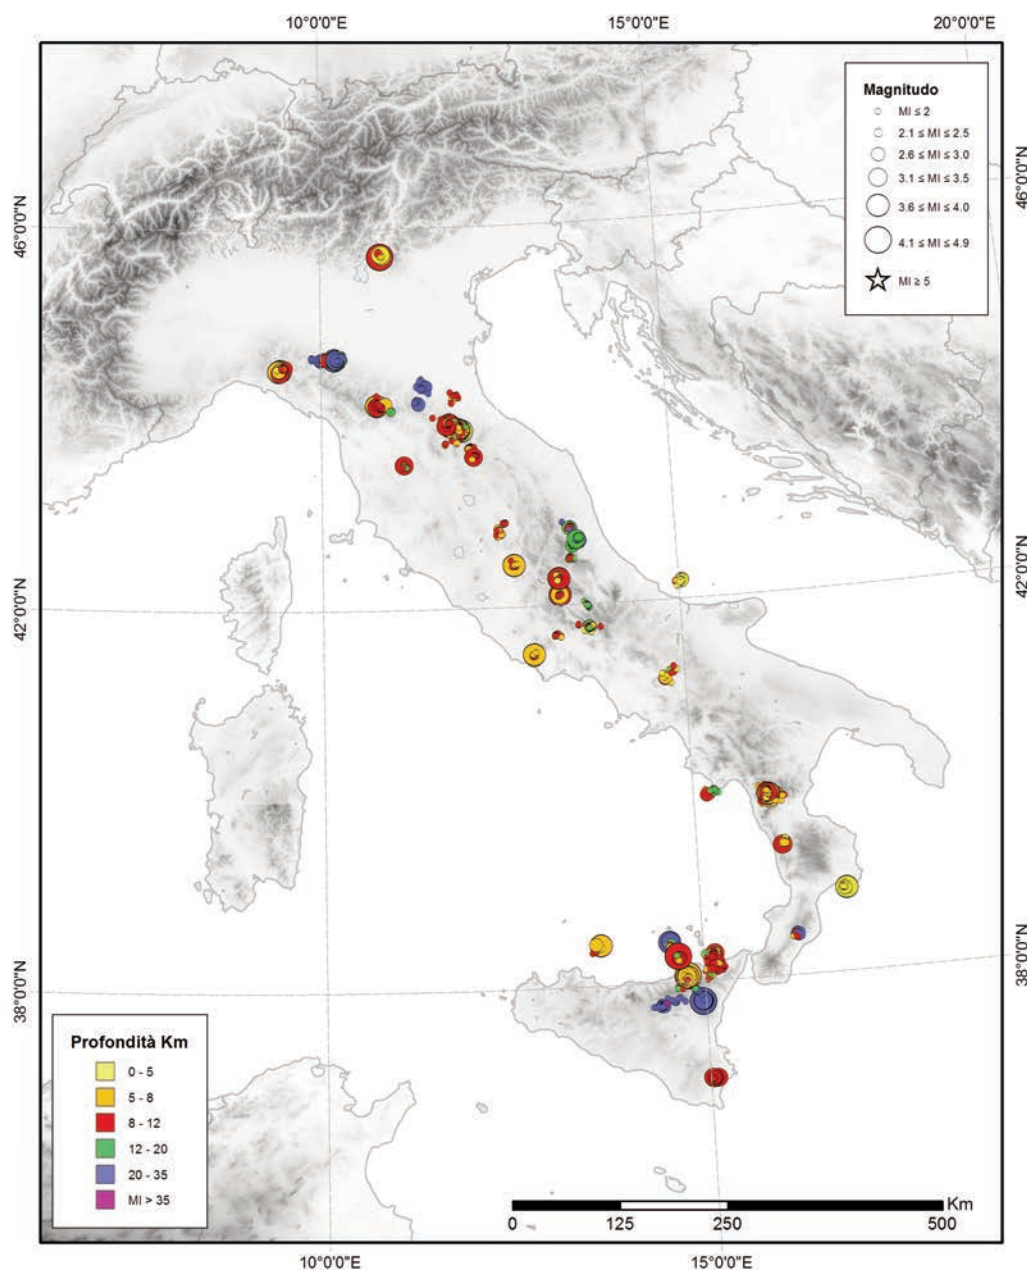 10°0'0"E 15°0'0"E 20°0'0"E
Magnitudo
Ml ≤ 2
2.1 ≤ Ml ≤ 2.5
2.6 ≤ Ml ≤ 3.0
3.1 ≤ Ml ≤ 3.5
3.6 ≤ Ml ≤ 4.0
4.1 ≤ Ml ≤ 4.9
Ml ≥ 5
46°0'0"N
46°0'0"N
42°0'0"N
42°0'0"N
38°0'0"N
38°0'0"N
Profondità Km
0 - 5
5 - 8
8 - 12
12 - 20
20 - 35
Ml > 35
Km
0 125 250 500
10°0'0"E 15°0'0"E